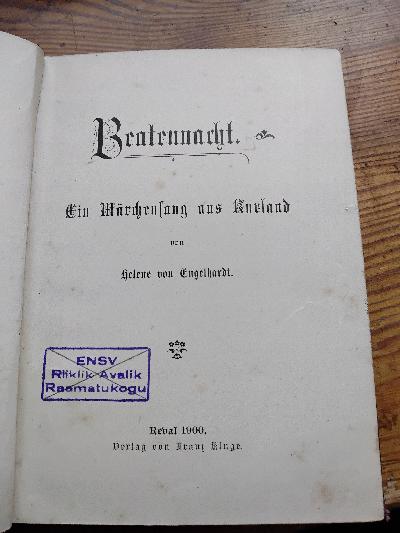 Beatennacht.
Ein Märchensang aus Kurland
von
Helene von Engelhardt.
ENSV
Riiklik Avalik
Raamatukogu
Reval 1900.
Verlag von Franz Kluge.